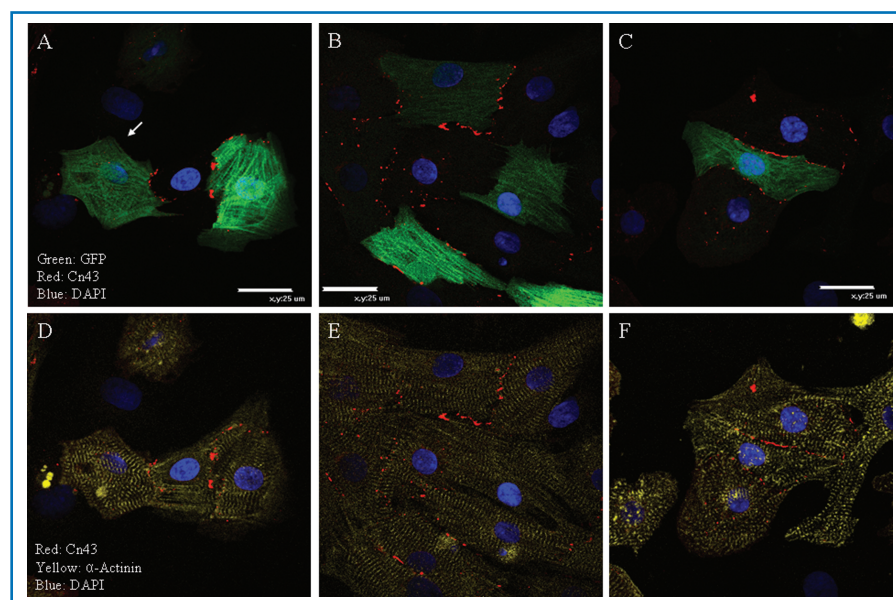 A
B
C
Green: GFP
Red: Cn43
Blue: DAPI
x,y:25 um
x,y:25 um
x,y:25 um
D
E
F
Red: Cn43
Yellow: α-Actinin
Blue: DAPI